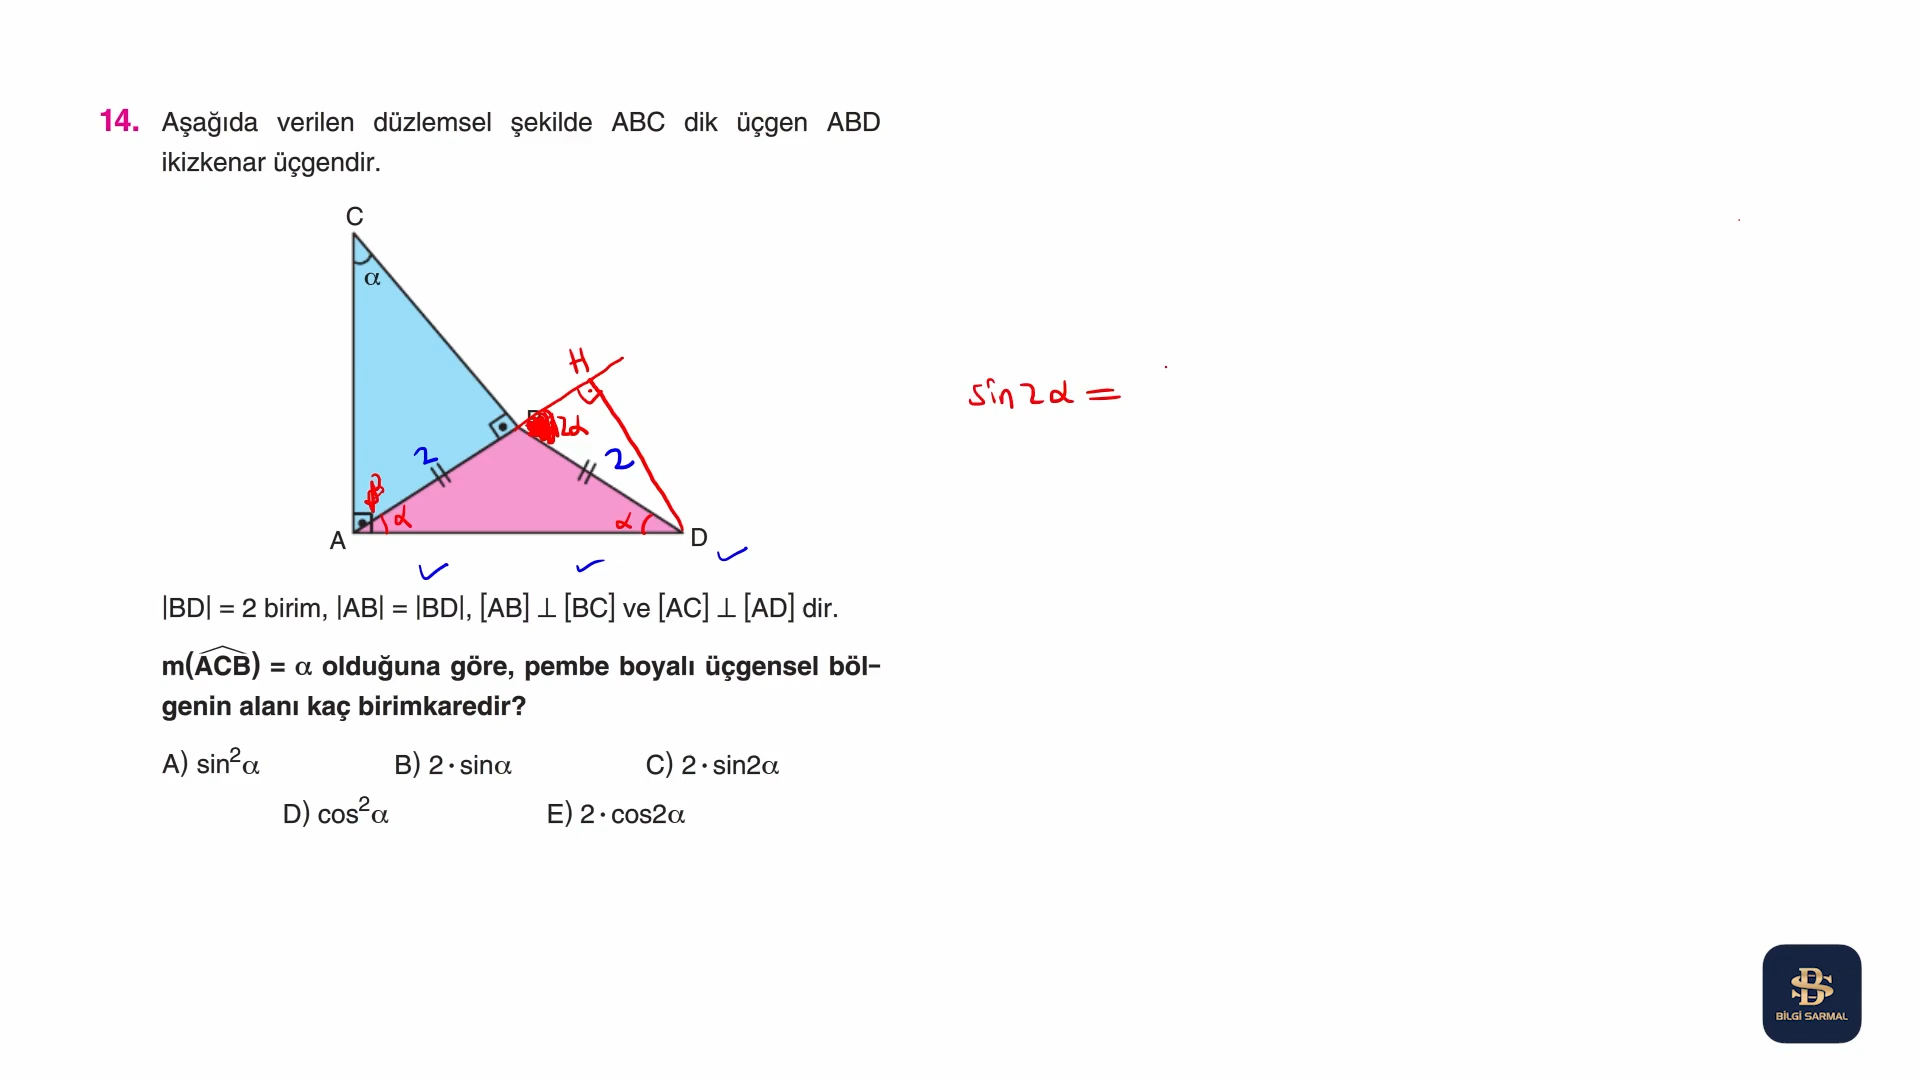 14. Aşağıda verilen düzlemsel şekilde ABC dik üçgen ABD
ikizkenar üçgendir.
C
α
H
2α
2
2
β
α
α
A
D
sin2α =
|BD| = 2 birim, |AB| = |BD|, [AB] ⊥ [BC] ve [AC] ⊥ [AD] dir.
m(ACB) = α olduğuna göre, pembe boyalı üçgensel böl-
genin alanı kaç birimkaredir?
A) sin²α B) 2·sinα C) 2·sin2α
D) cos²α E) 2·cos2α
BİLGİ SARMAL